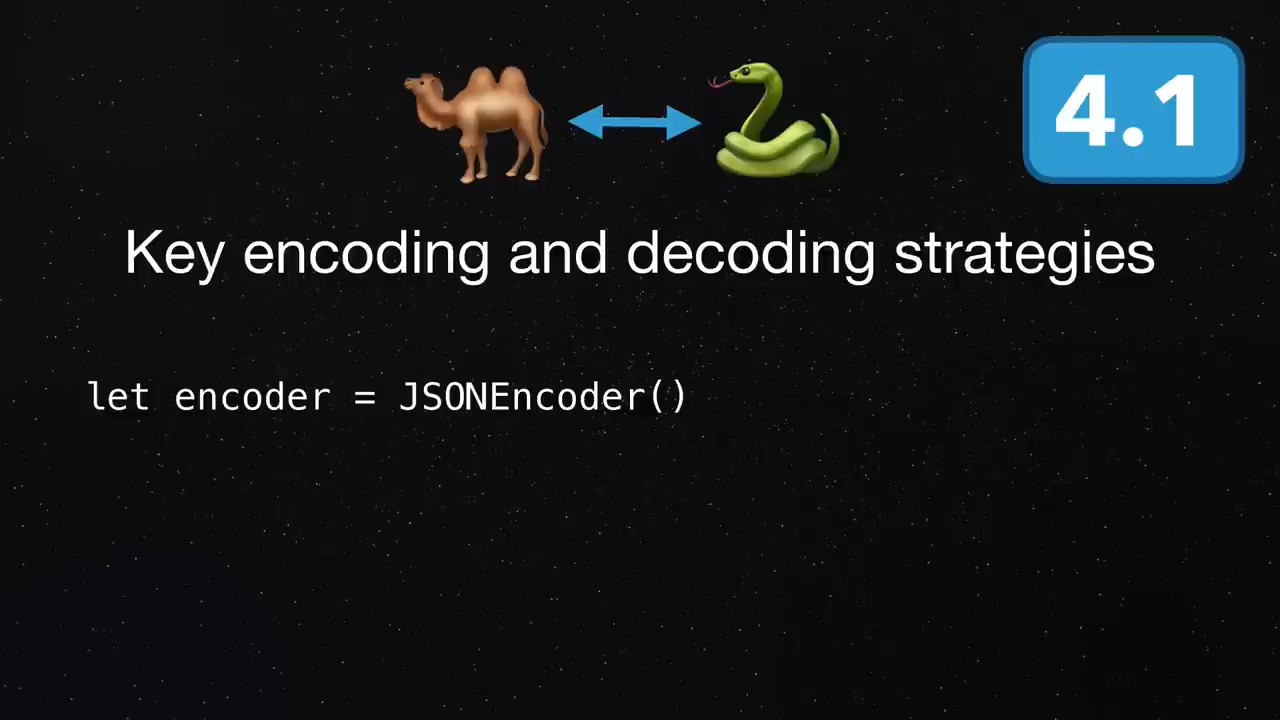 4.1
Key encoding and decoding strategies
let encoder = JSONEncoder()